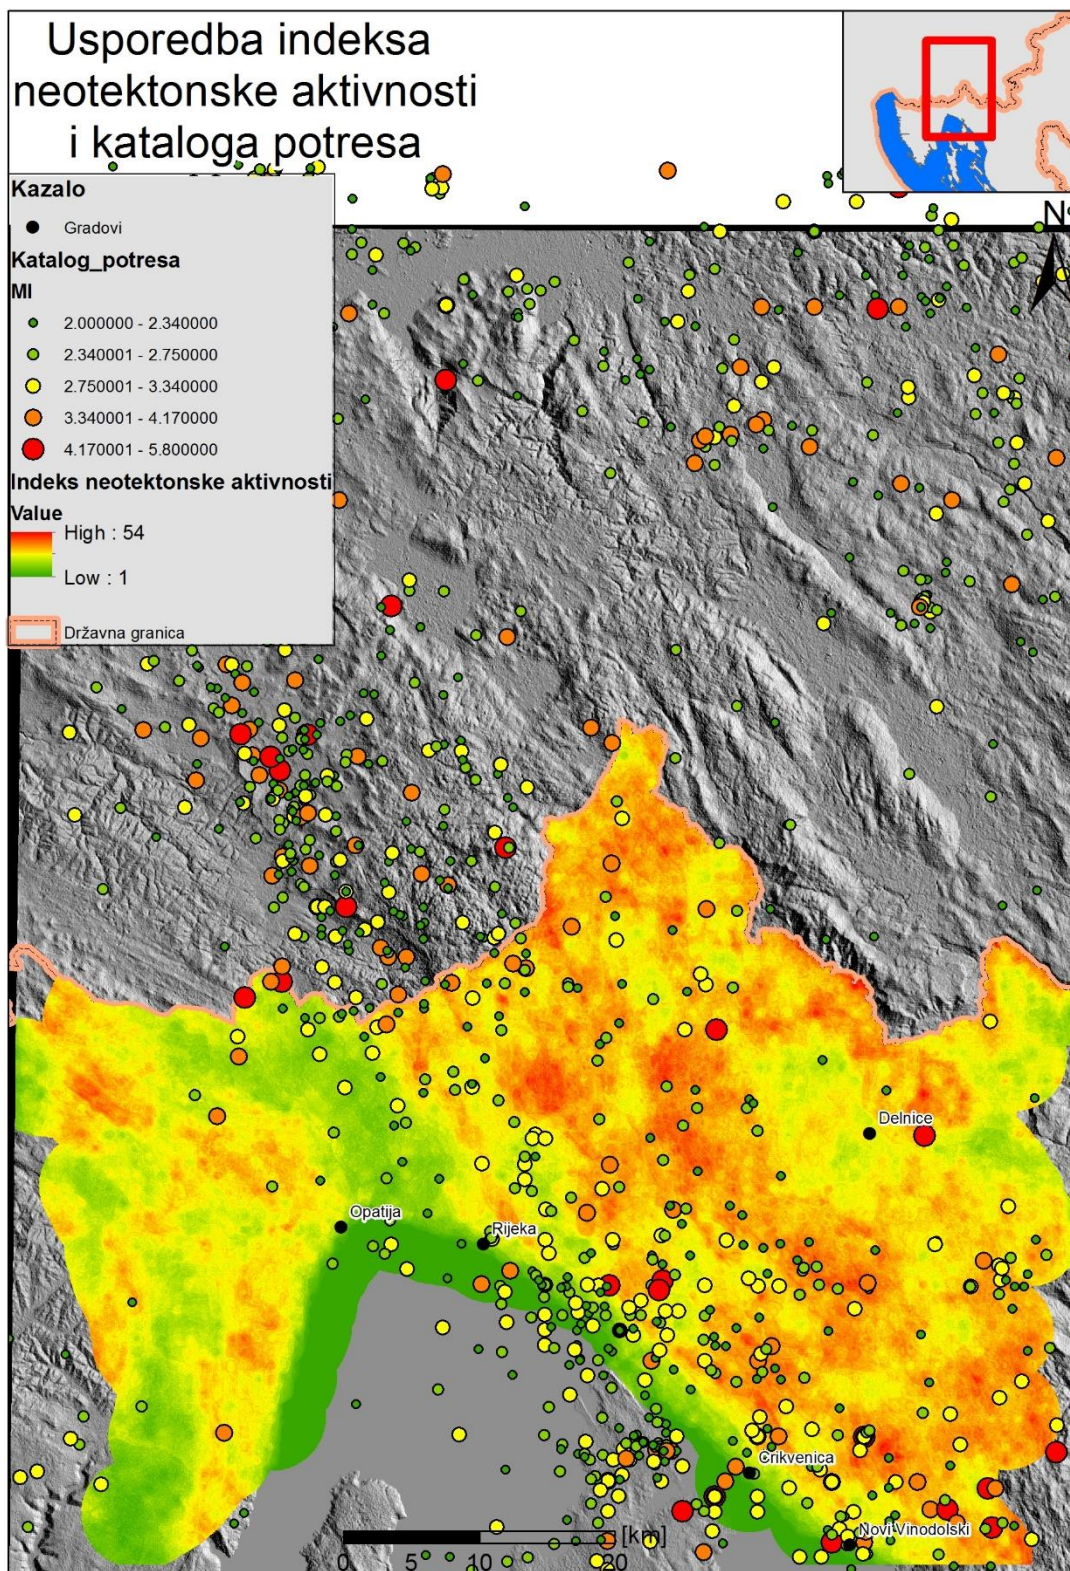 Usporedba indeksa
neotektonske aktivnosti
i kataloga potresa
Kazalo
Gradovi
Katalog_potresa
Ml
2.000000 - 2.340000
2.340001 - 2.750000
2.750001 - 3.340000
3.340001 - 4.170000
4.170001 - 5.800000
Indeks neotektonske aktivnosti
Value
High : 54
Low : 1
Državna granica
N
Delnice
Opatija
Rijeka
Crikvenica
Novi Vinodolski
[km]
0 5 10 20